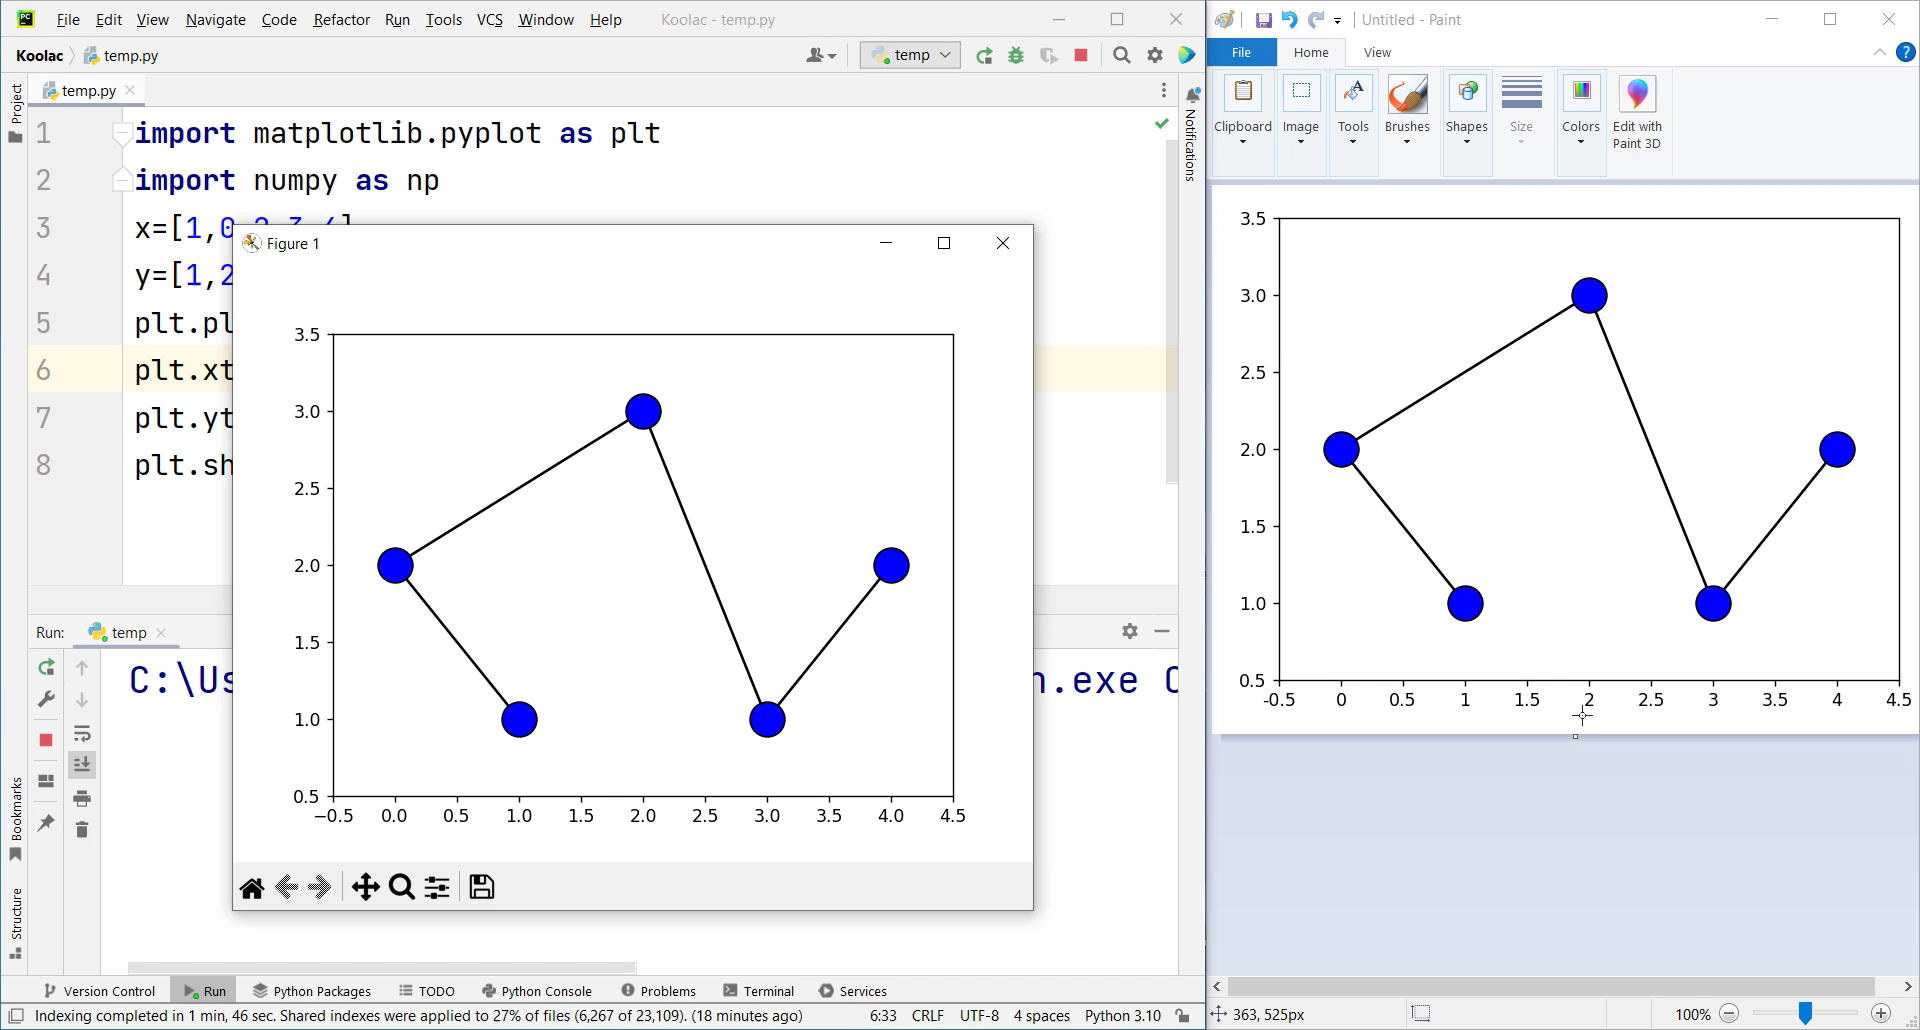 PC File Edit View Navigate Code Refactor Run Tools VCS Window Help Koolac - temp.py
Koolac temp.py temp
temp.py
Project
Notifications
1 import matplotlib.pyplot as plt
2 import numpy as np
3 x=[1,0
4 y=[1,2
5 plt.pl
6 plt.xt
7 plt.yt
8 plt.sh
Figure 1
3.5
3.0
2.5
2.0
1.5
1.0
0.5
−0.5 0.0 0.5 1.0 1.5 2.0 2.5 3.0 3.5 4.0 4.5
Run: temp
C:\Us
n.exe C
Bookmarks
Structure
Version Control Run Python Packages TODO Python Console Problems Terminal Services
Indexing completed in 1 min, 46 sec. Shared indexes were applied to 27% of files (6,267 of 23,109). (18 minutes ago) 6:33 CRLF UTF-8 4 spaces Python 3.10
Untitled - Paint
File Home View ?
Clipboard Image Tools Brushes Shapes Size Colors Edit with
Paint 3D
3.5
3.0
2.5
2.0
1.5
1.0
0.5
-0.5 0 0.5 1 1.5 2 2.5 3 3.5 4 4.5
363, 525px 100%